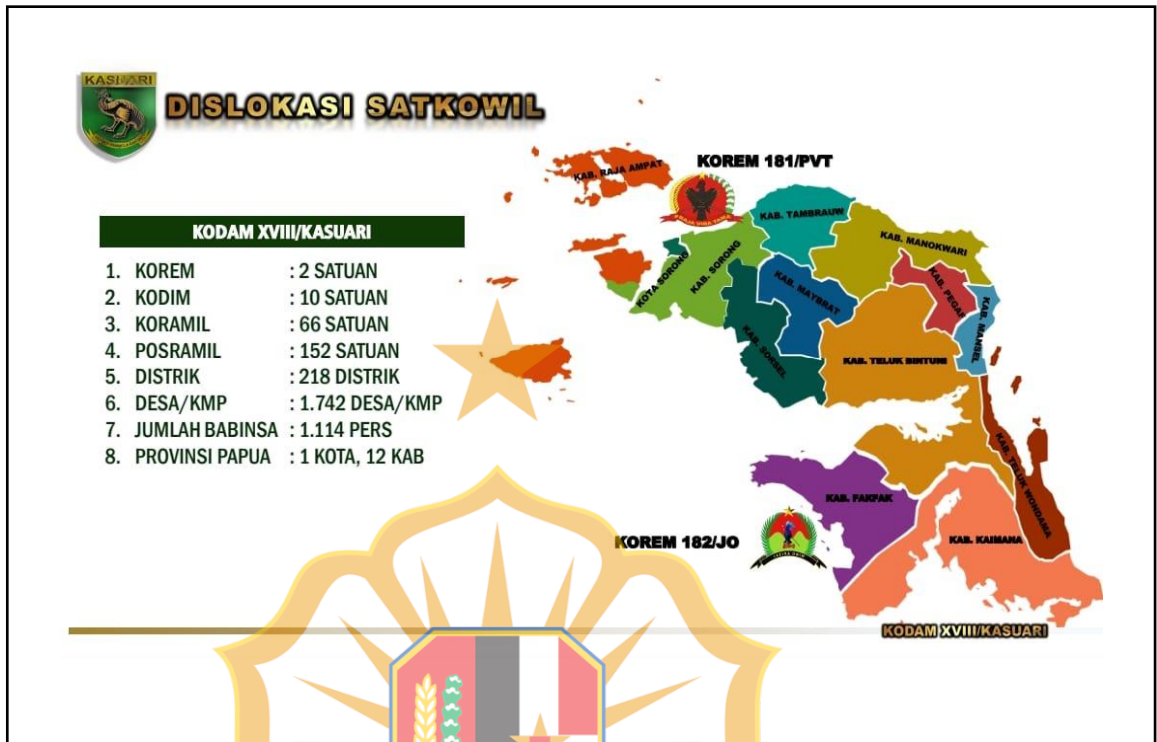 KASUARI
DISLOKASI SATKOWIL
KODAM XVIII/KASUARI
1. KOREM : 2 SATUAN
2. KODIM : 10 SATUAN
3. KORAMIL : 66 SATUAN
4. POSRAMIL : 152 SATUAN
5. DISTRIK : 218 DISTRIK
6. DESA/KMP : 1.742 DESA/KMP
7. JUMLAH BABINSA : 1.114 PERS
8. PROVINSI PAPUA : 1 KOTA, 12 KAB
KOREM 181/PVT
KAB. RAJA AMPAT
KAB. TAMBRAUW
KAB. MANOKWARI
KOTA SORONG
KAB. SORONG
KAB. MAYBRAT
KAB. PEGAF
KAB. MANSEL
KAB. SORSEL
KAB. TELUK BINTUNI
KAB. TELUK WONDAMA
KAB. FAKFAK
KOREM 182/JO
KAB. KAIMANA
KODAM XVIII/KASUARI